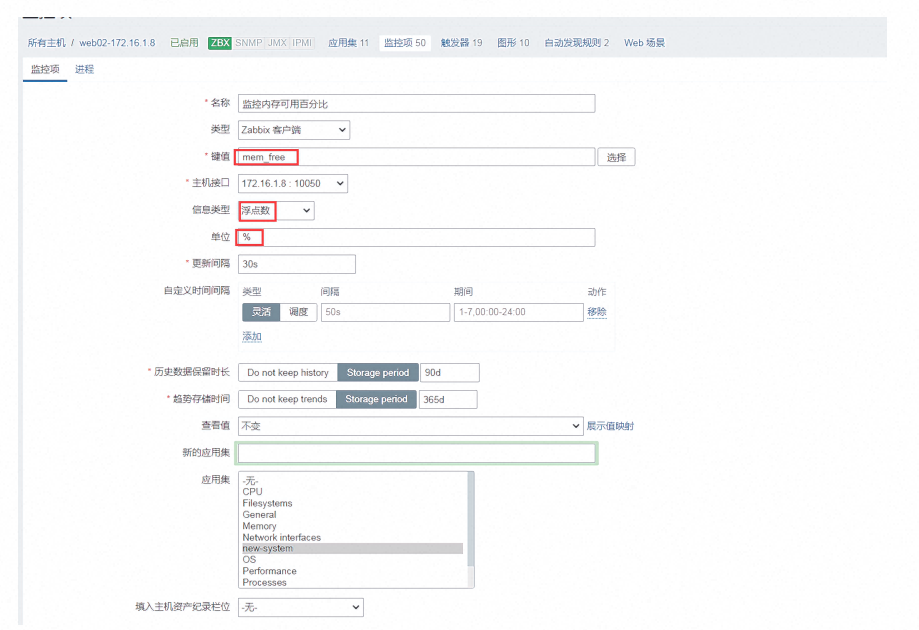 所有主机 / web02-172.16.1.8 已启用 ZBX SNMP JMX IPMI 应用集 11 监控项 50 触发器 19 图形 10 自动发现规则 2 Web 场景
监控项 进程
* 名称 监控内存可用百分比
类型 Zabbix 客户端
* 键值 mem_free 选择
* 主机接口 172.16.1.8 : 10050
信息类型 浮点数
单位 %
* 更新间隔 30s
自定义时间间隔 类型 间隔 期间 动作
灵活 调度 50s 1-7,00:00-24:00 移除
添加
* 历史数据保留时长 Do not keep history Storage period 90d
* 趋势存储时间 Do not keep trends Storage period 365d
查看值 不变 展示值映射
新的应用集
应用集 -无-
CPU
Filesystems
General
Memory
Network interfaces
new-system
OS
Performance
Processes
填入主机资产纪录栏位 -无-